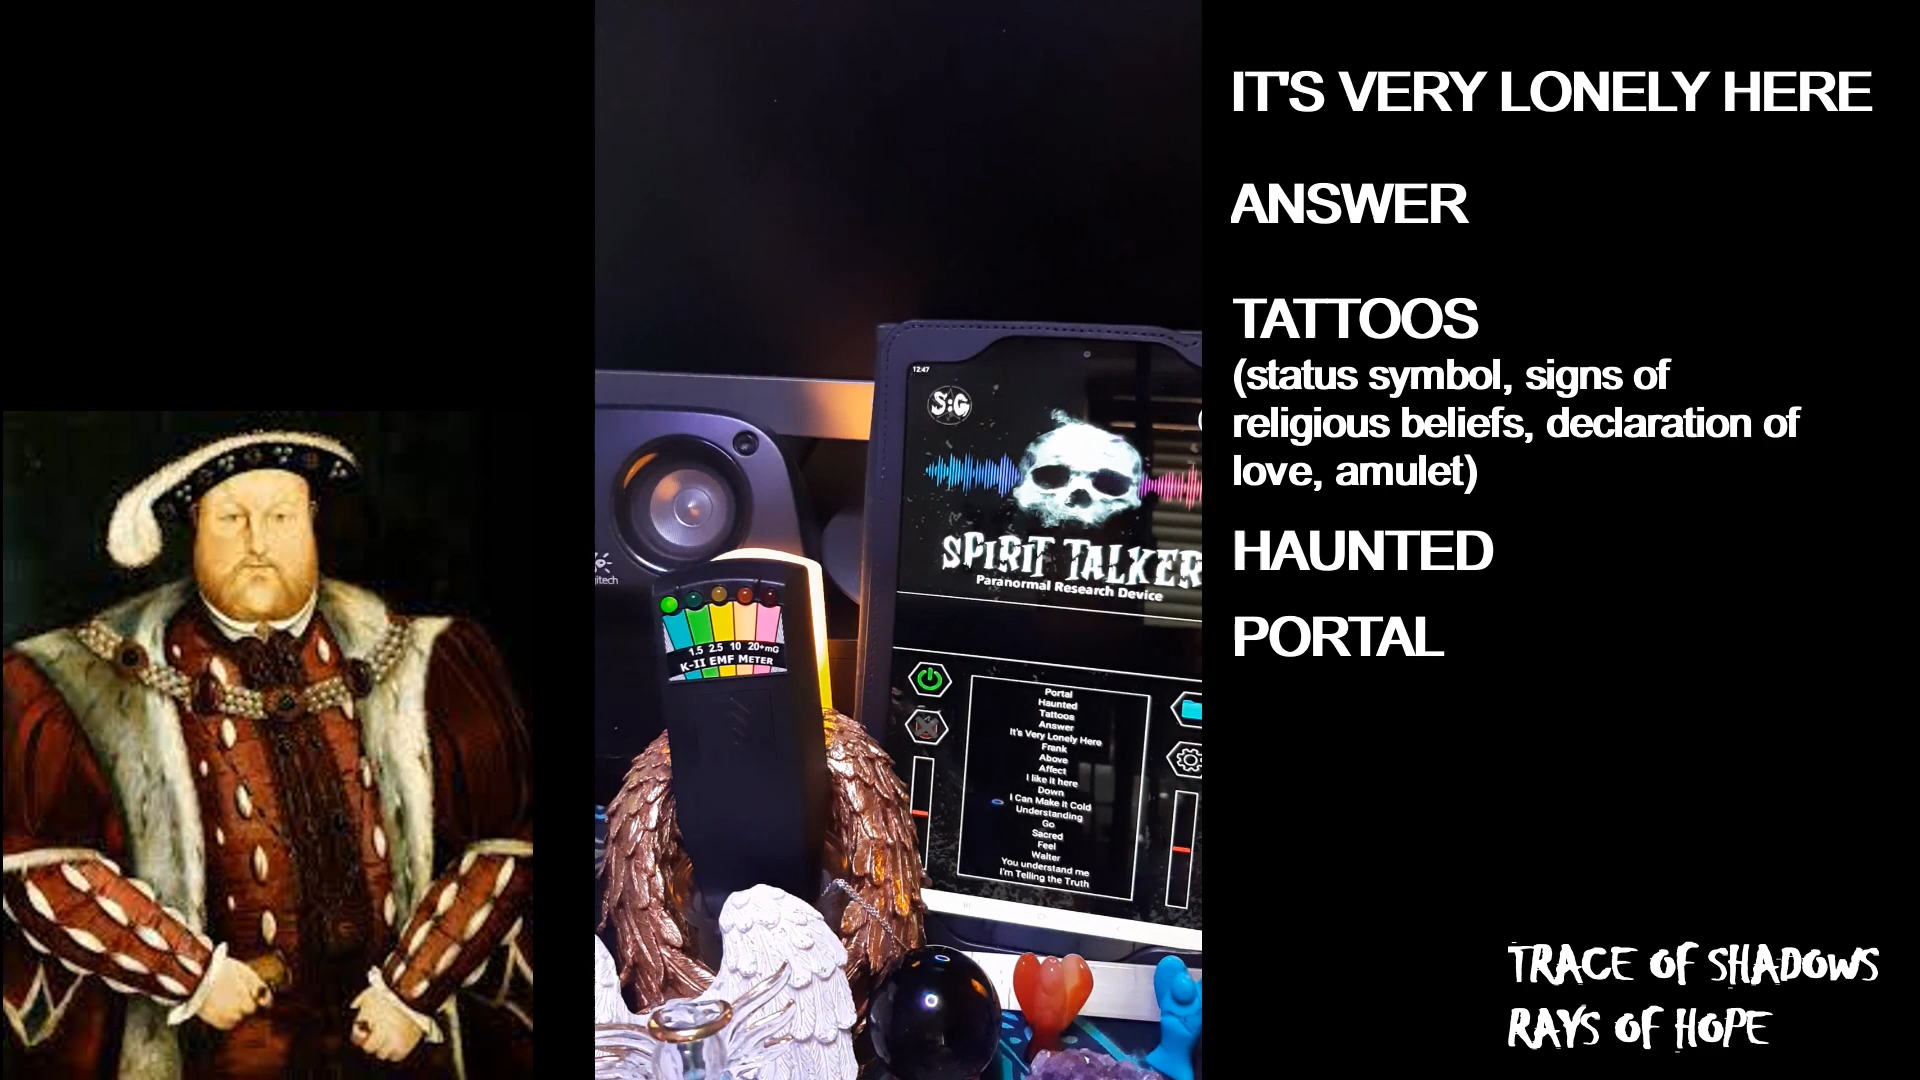 IT'S VERY LONELY HERE
ANSWER
TATTOOS
(status symbol, signs of
religious beliefs, declaration of
love, amulet)
HAUNTED
PORTAL
TRACE OF SHADOWS
RAYS OF HOPE
12:47
S:G
SPIRIT TALKER
Paranormal Research Device
Portal
Haunted
Tattoos
Answer
It's Very Lonely Here
Frank
Above
Affect
I like it here
Down
I Can Make It Cold
Understanding
Go
Sacred
Feel
Walter
You understand me
I'm Telling the Truth
1.5 2.5 10 20+mG
K-II EMF METER